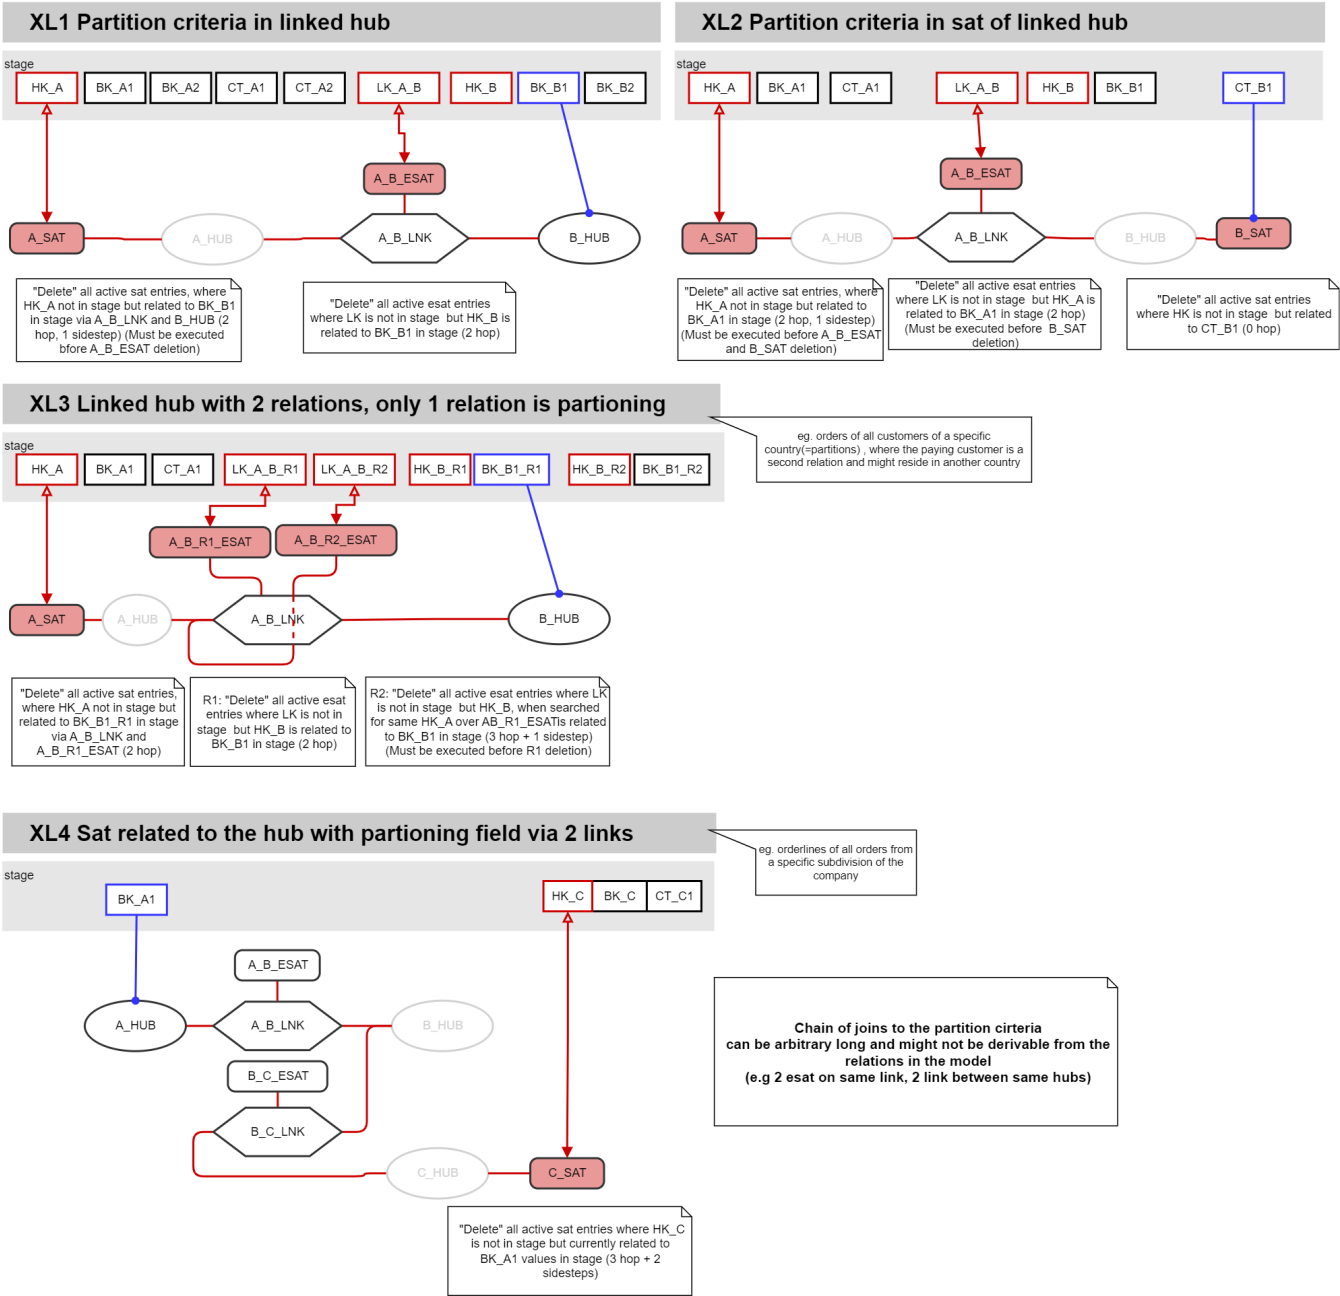 XL1 Partition criteria in linked hub
stage
HK_A
BK_A1
BK_A2
CT_A1
CT_A2
LK_A_B
HK_B
BK_B1
BK_B2
A_B_ESAT
A_SAT
A_HUB
A_B_LNK
B_HUB
"Delete" all active sat entries, where
HK_A not in stage but related to BK_B1
in stage via A_B_LNK and B_HUB (2
hop, 1 sidestep) (Must be executed
bfore A_B_ESAT deletion)
"Delete" all active esat entries
where LK is not in stage  but HK_B is
related to BK_B1 in stage (2 hop)
XL2 Partition criteria in sat of linked hub
stage
HK_A
BK_A1
CT_A1
LK_A_B
HK_B
BK_B1
CT_B1
A_B_ESAT
A_SAT
A_HUB
A_B_LNK
B_HUB
B_SAT
"Delete" all active sat entries, where
HK_A not in stage but related to
BK_A1 in stage (2 hop, 1 sidestep)
(Must be executed before A_B_ESAT
and B_SAT deletion)
"Delete" all active esat entries
where LK is not in stage  but HK_A is
related to BK_A1 in stage (2 hop)
(Must be executed before  B_SAT
deletion)
"Delete" all active sat entries
where HK is not in stage  but related
to CT_B1 (0 hop)
XL3 Linked hub with 2 relations, only 1 relation is partioning
eg. orders of all customers of a specific
country(=partitions) , where the paying customer is a
second relation and might reside in another country
stage
HK_A
BK_A1
CT_A1
LK_A_B_R1
LK_A_B_R2
HK_B_R1
BK_B1_R1
HK_B_R2
BK_B1_R2
A_B_R1_ESAT
A_B_R2_ESAT
A_SAT
A_HUB
A_B_LNK
B_HUB
"Delete" all active sat entries,
where HK_A not in stage but
related to BK_B1_R1 in stage
via A_B_LNK and
A_B_R1_ESAT (2 hop)
R1: "Delete" all active esat
entries where LK is not in
stage  but HK_B is related to
BK_B1 in stage (2 hop)
R2: "Delete" all active esat entries where LK
is not in stage  but HK_B, when searched
for same HK_A over AB_R1_ESATis related
to BK_B1 in stage (3 hop + 1 sidestep)
(Must be executed before R1 deletion)
XL4 Sat related to the hub with partioning field via 2 links
eg. orderlines of all orders from
a specific subdivision of the
company
stage
BK_A1
HK_C
BK_C
CT_C1
A_B_ESAT
A_HUB
A_B_LNK
B_HUB
B_C_ESAT
B_C_LNK
C_HUB
C_SAT
Chain of joins to the partition cirteria
can be arbitrary long and might not be derivable from the
relations in the model
(e.g 2 esat on same link, 2 link between same hubs)
"Delete" all active sat entries where HK_C
is not in stage but currently related to
BK_A1 values in stage (3 hop + 2
sidesteps)